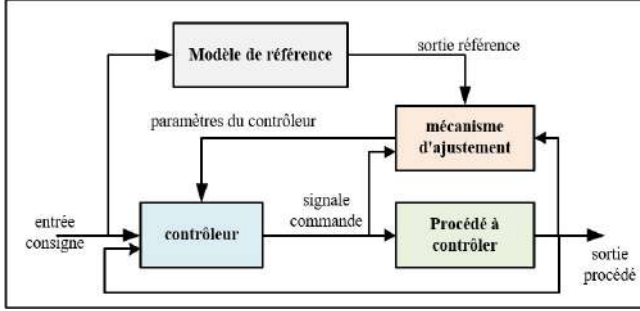 Modèle de référence
sortie référence
paramètres du contrôleur
mécanisme
d'ajustement
signale
commande
entrée
consigne
contrôleur
Procédé à
contrôler
sortie
procédé